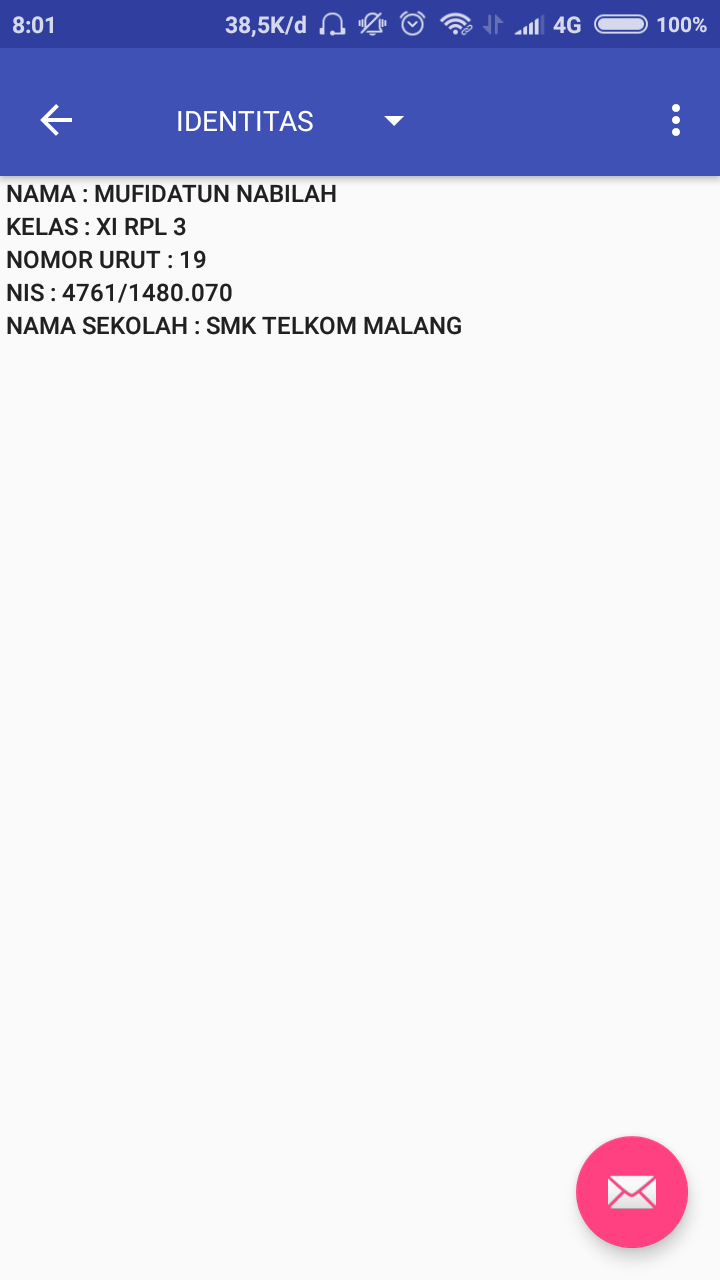 8:01 38,5K/d 4G 100%
IDENTITAS
NAMA : MUFIDATUN NABILAH
KELAS : XI RPL 3
NOMOR URUT : 19
NIS : 4761/1480.070
NAMA SEKOLAH : SMK TELKOM MALANG